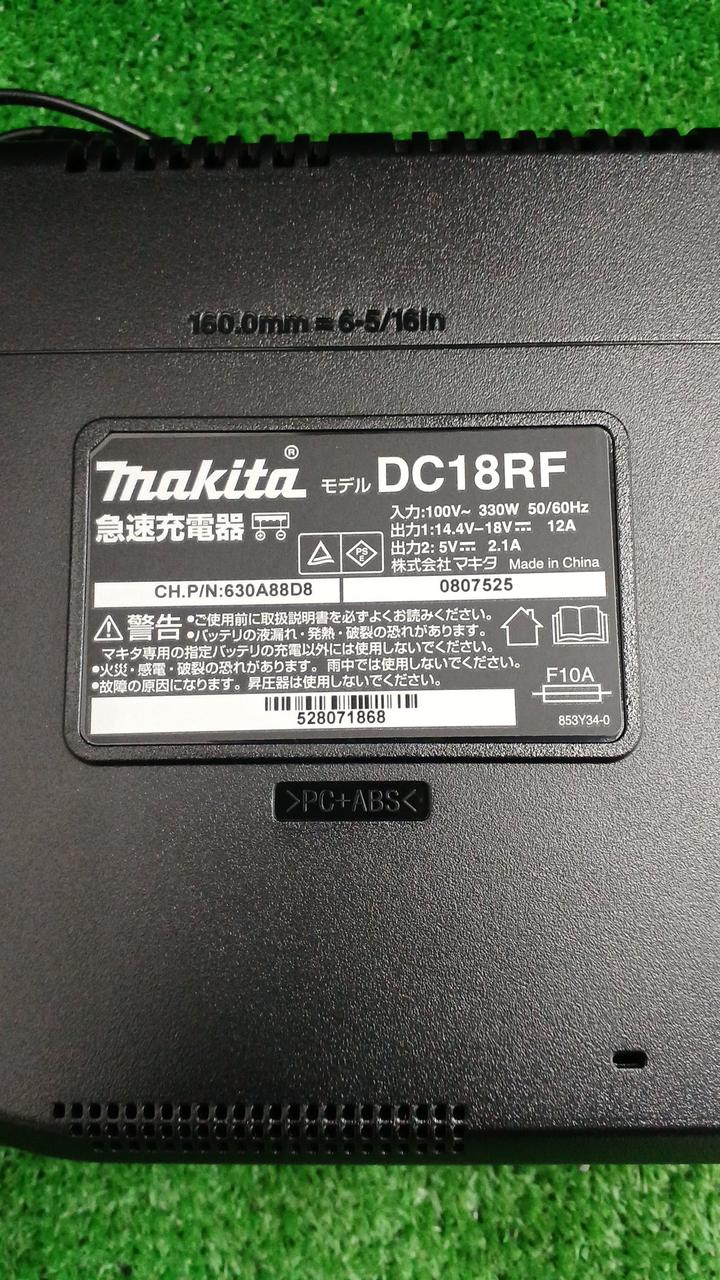 160.0mm = 6-5/16in
makita® モデル DC18RF
急速充電器
入力:100V~ 330W 50/60Hz
出力1:14.4V-18V⎓ 12A
出力2: 5V⎓ 2.1A
株式会社マキタ Made in China
PSE
CH.P/N:630A88D8
0807525
⚠警告 •ご使用前に取扱説明書を必ずよくお読みください。
•バッテリの液漏れ・発熱・破裂の恐れがあります。
マキタ専用の指定バッテリの充電以外には使用しないでください。
•火災・感電・破裂の恐れがあります。雨中では使用しないでください。
•故障の原因になります。昇圧器は使用しないでください。
F10A
528071868
853Y34-0
>PC+ABS<